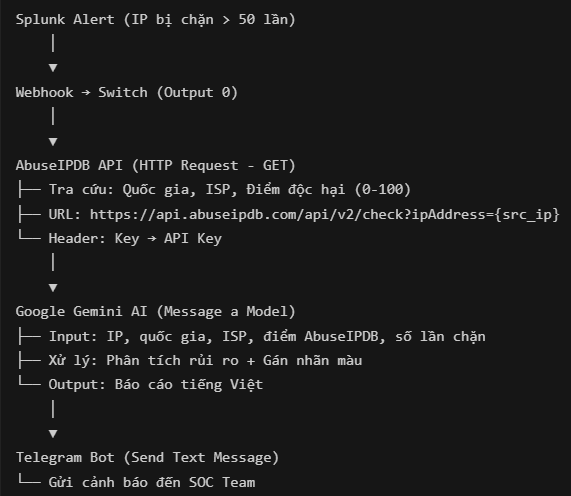 Splunk Alert (IP bị chặn > 50 lần)
│
▼
Webhook → Switch (Output 0)
│
▼
AbuseIPDB API (HTTP Request - GET)
├── Tra cứu: Quốc gia, ISP, Điểm độc hại (0-100)
├── URL: https://api.abuseipdb.com/api/v2/check?ipAddress={src_ip}
└── Header: Key → API Key
│
▼
Google Gemini AI (Message a Model)
├── Input: IP, quốc gia, ISP, điểm AbuseIPDB, số lần chặn
├── Xử lý: Phân tích rủi ro + Gán nhãn màu
└── Output: Báo cáo tiếng Việt
│
▼
Telegram Bot (Send Text Message)
└── Gửi cảnh báo đến SOC Team